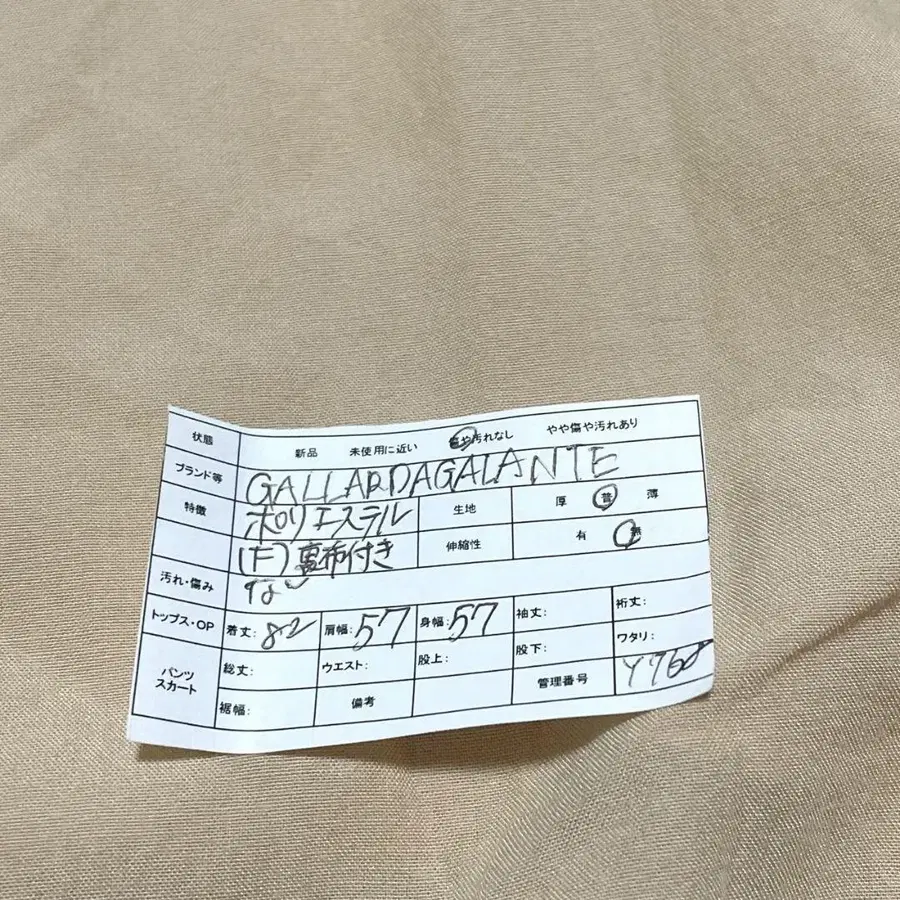 状態 新品 未使用に近い 傷や汚れなし やや傷や汚れあり
ブランド等 GALLARDAGALANTE
特徴 ポリエステル 生地 厚 普 薄
(F)裏布付き 伸縮性 有 無
汚れ・傷み なし
トップス・OP 着丈: 82 肩幅: 57 身幅: 57 袖丈: 裄丈:
パンツ スカート 総丈: ウエスト: 股上: 股下: ワタリ:
裾幅: 備考 管理番号 Y768